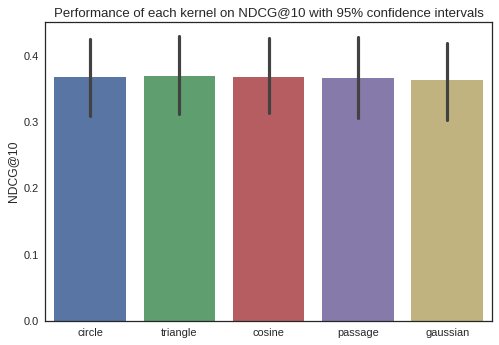 Performance of each kernel on NDCG@10 with 95% confidence intervals
NDCG@10
0.4
0.3
0.2
0.1
0.0
circle triangle cosine passage gaussian